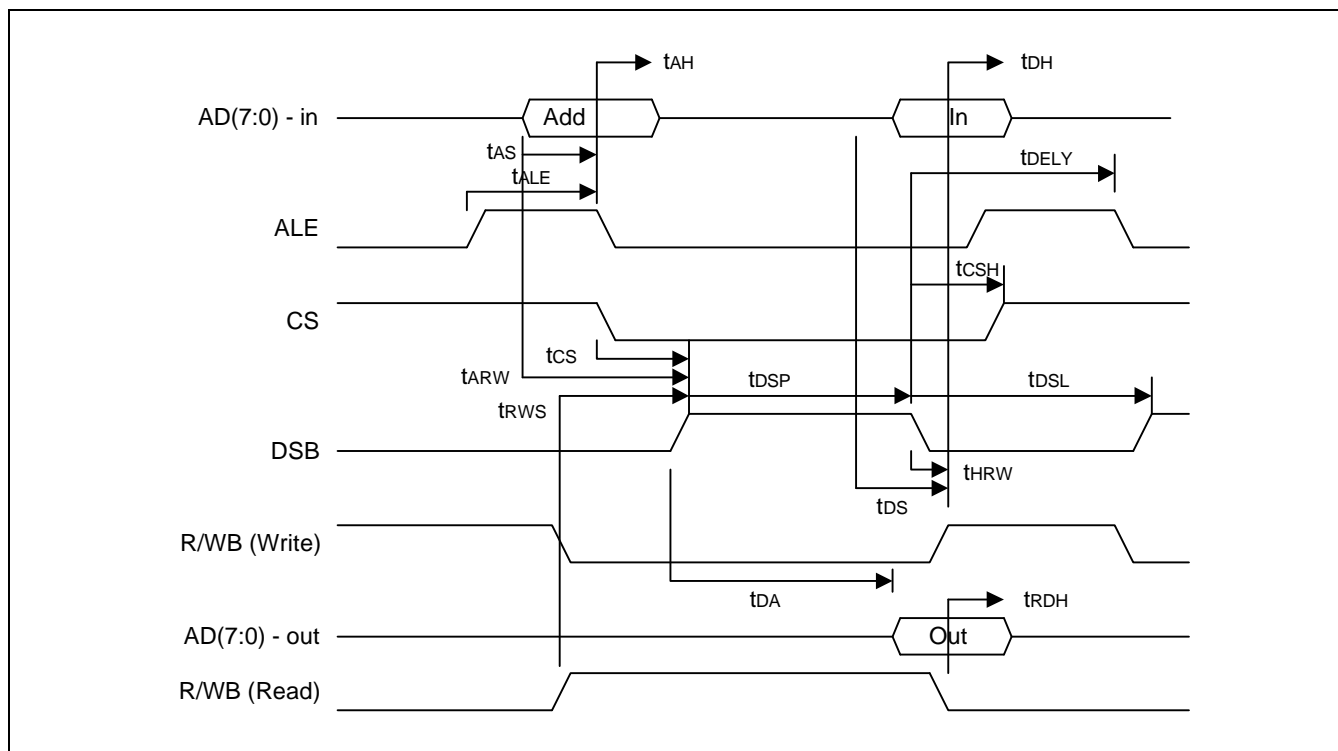 tAH
tDH
AD(7:0) - in
Add
In
tAS
tDELY
tALE
ALE
tCSH
CS
tCS
tARW
tDSP
tDSL
tRWS
DSB
tHRW
tDS
R/WB (Write)
tDA
tRDH
AD(7:0) - out
Out
R/WB (Read)